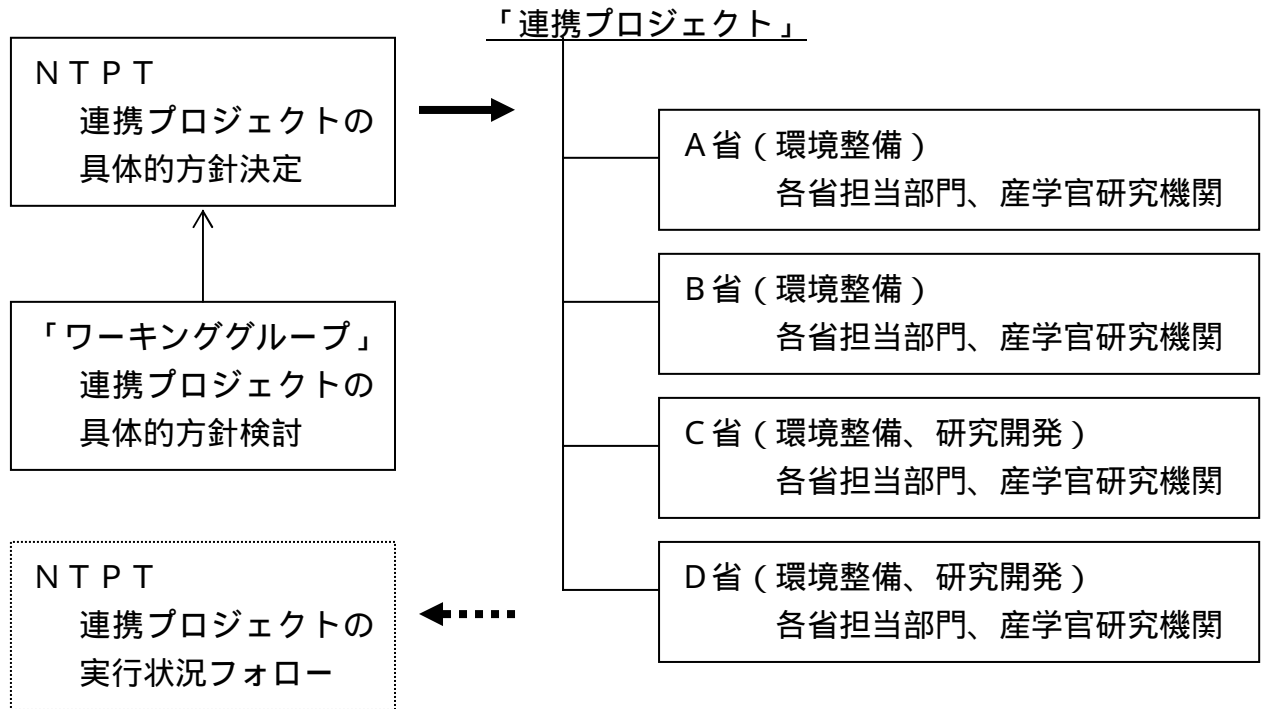 「連携プロジェクト」
ＮＴＰＴ
連携プロジェクトの
具体的方針決定
「ワーキンググループ」
連携プロジェクトの
具体的方針検討
ＮＴＰＴ
連携プロジェクトの
実行状況フォロー
Ａ省（環境整備）
各省担当部門、産学官研究機関
Ｂ省（環境整備）
各省担当部門、産学官研究機関
Ｃ省（環境整備、研究開発）
各省担当部門、産学官研究機関
Ｄ省（環境整備、研究開発）
各省担当部門、産学官研究機関